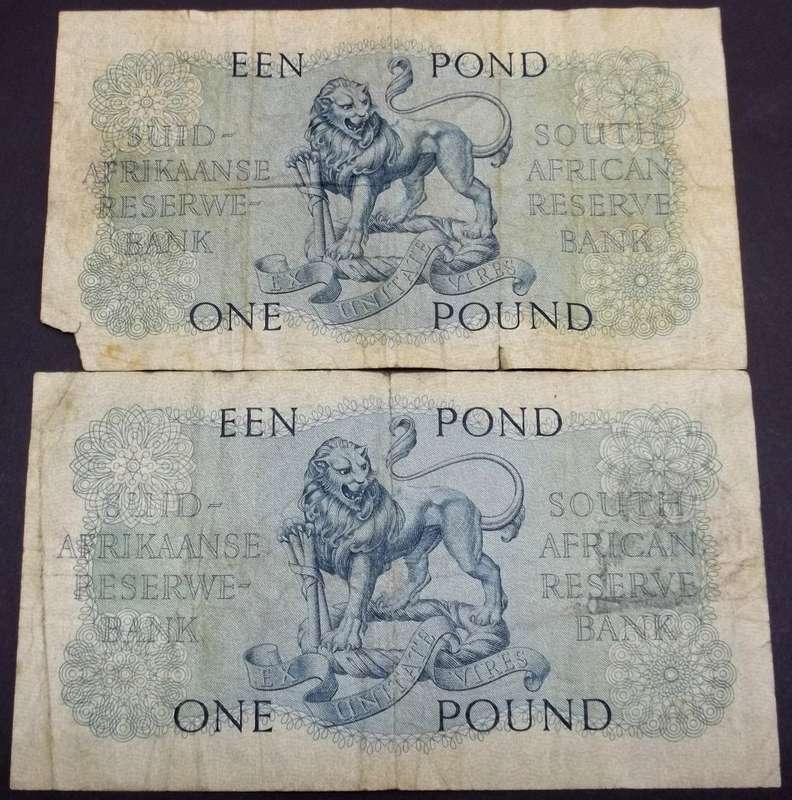 EEN POND
SUID-
AFRIKAANSE
RESERWE-
BANK
SOUTH
AFRICAN
RESERVE
BANK
EX UNITATE VIRES
ONE POUND
EEN POND
SUID-
AFRIKAANSE
RESERWE-
BANK
SOUTH
AFRICAN
RESERVE
BANK
EX UNITATE VIRES
ONE POUND